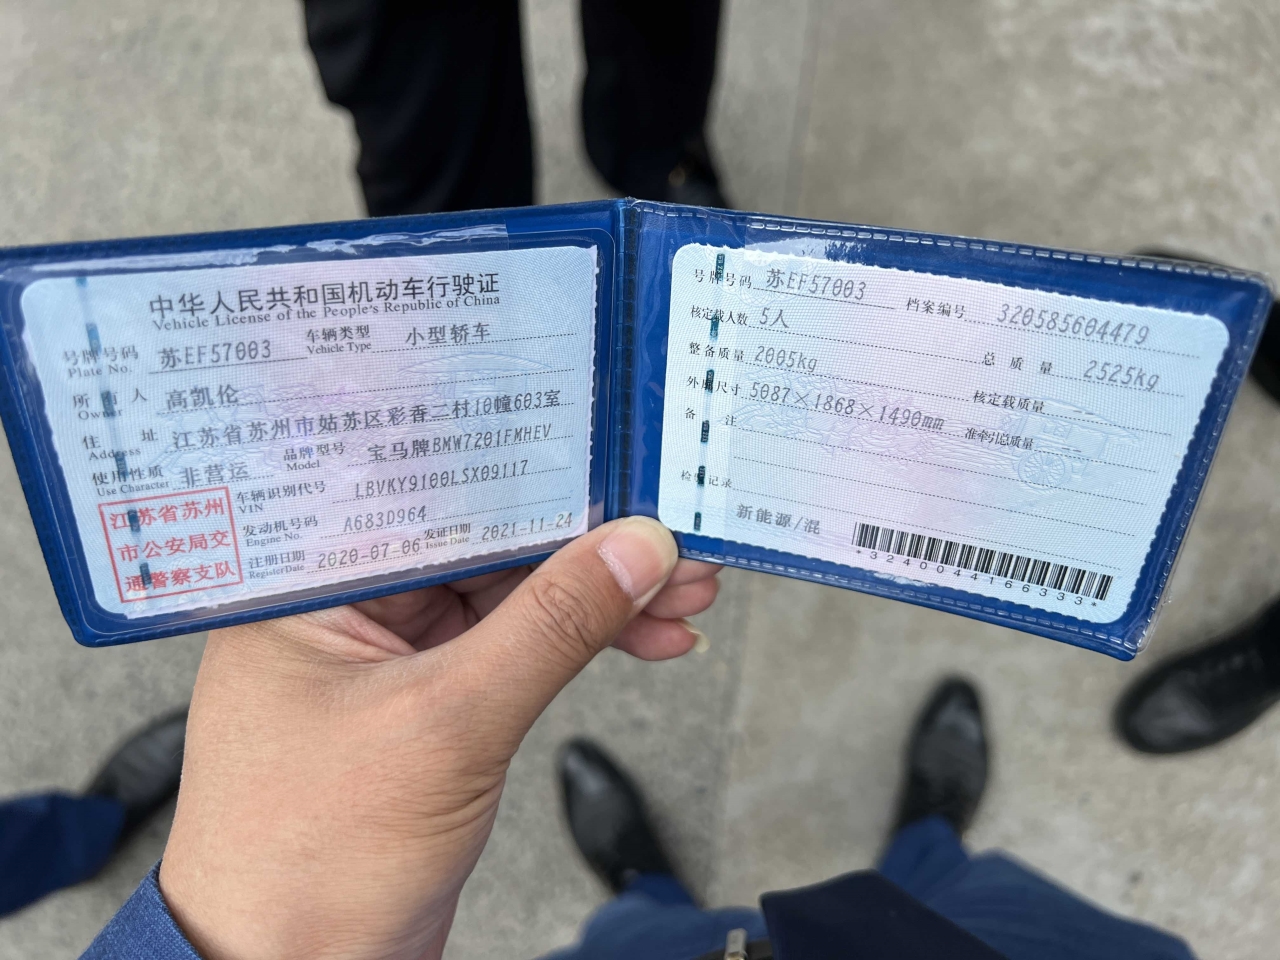 中华人民共和国机动车行驶证
Vehicle License of the People's Republic of China
号牌号码 苏EF57003 车辆类型 小型轿车
Plate No. Vehicle Type
所有人 高凯伦
Owner
住址 江苏省苏州市姑苏区彩香二村10幢603室
Address
使用性质 非营运 品牌型号 宝马牌BMW7201FMHEV
Use Character Model
江苏省苏州
市公安局交
通警察支队
车辆识别代号 LBVKY9100LSX09117
VIN
发动机号码 A683D964
Engine No.
注册日期 2020-07-06 发证日期 2021-11-24
Register Date Issue Date
号牌号码 苏EF57003 档案编号 320585604479
核定载人数 5人 总质量 2525kg
整备质量 2005kg 核定载质量
外廓尺寸 5087×1868×1490mm 准牵引总质量
备注
检验记录
新能源/混
*3240044166333*